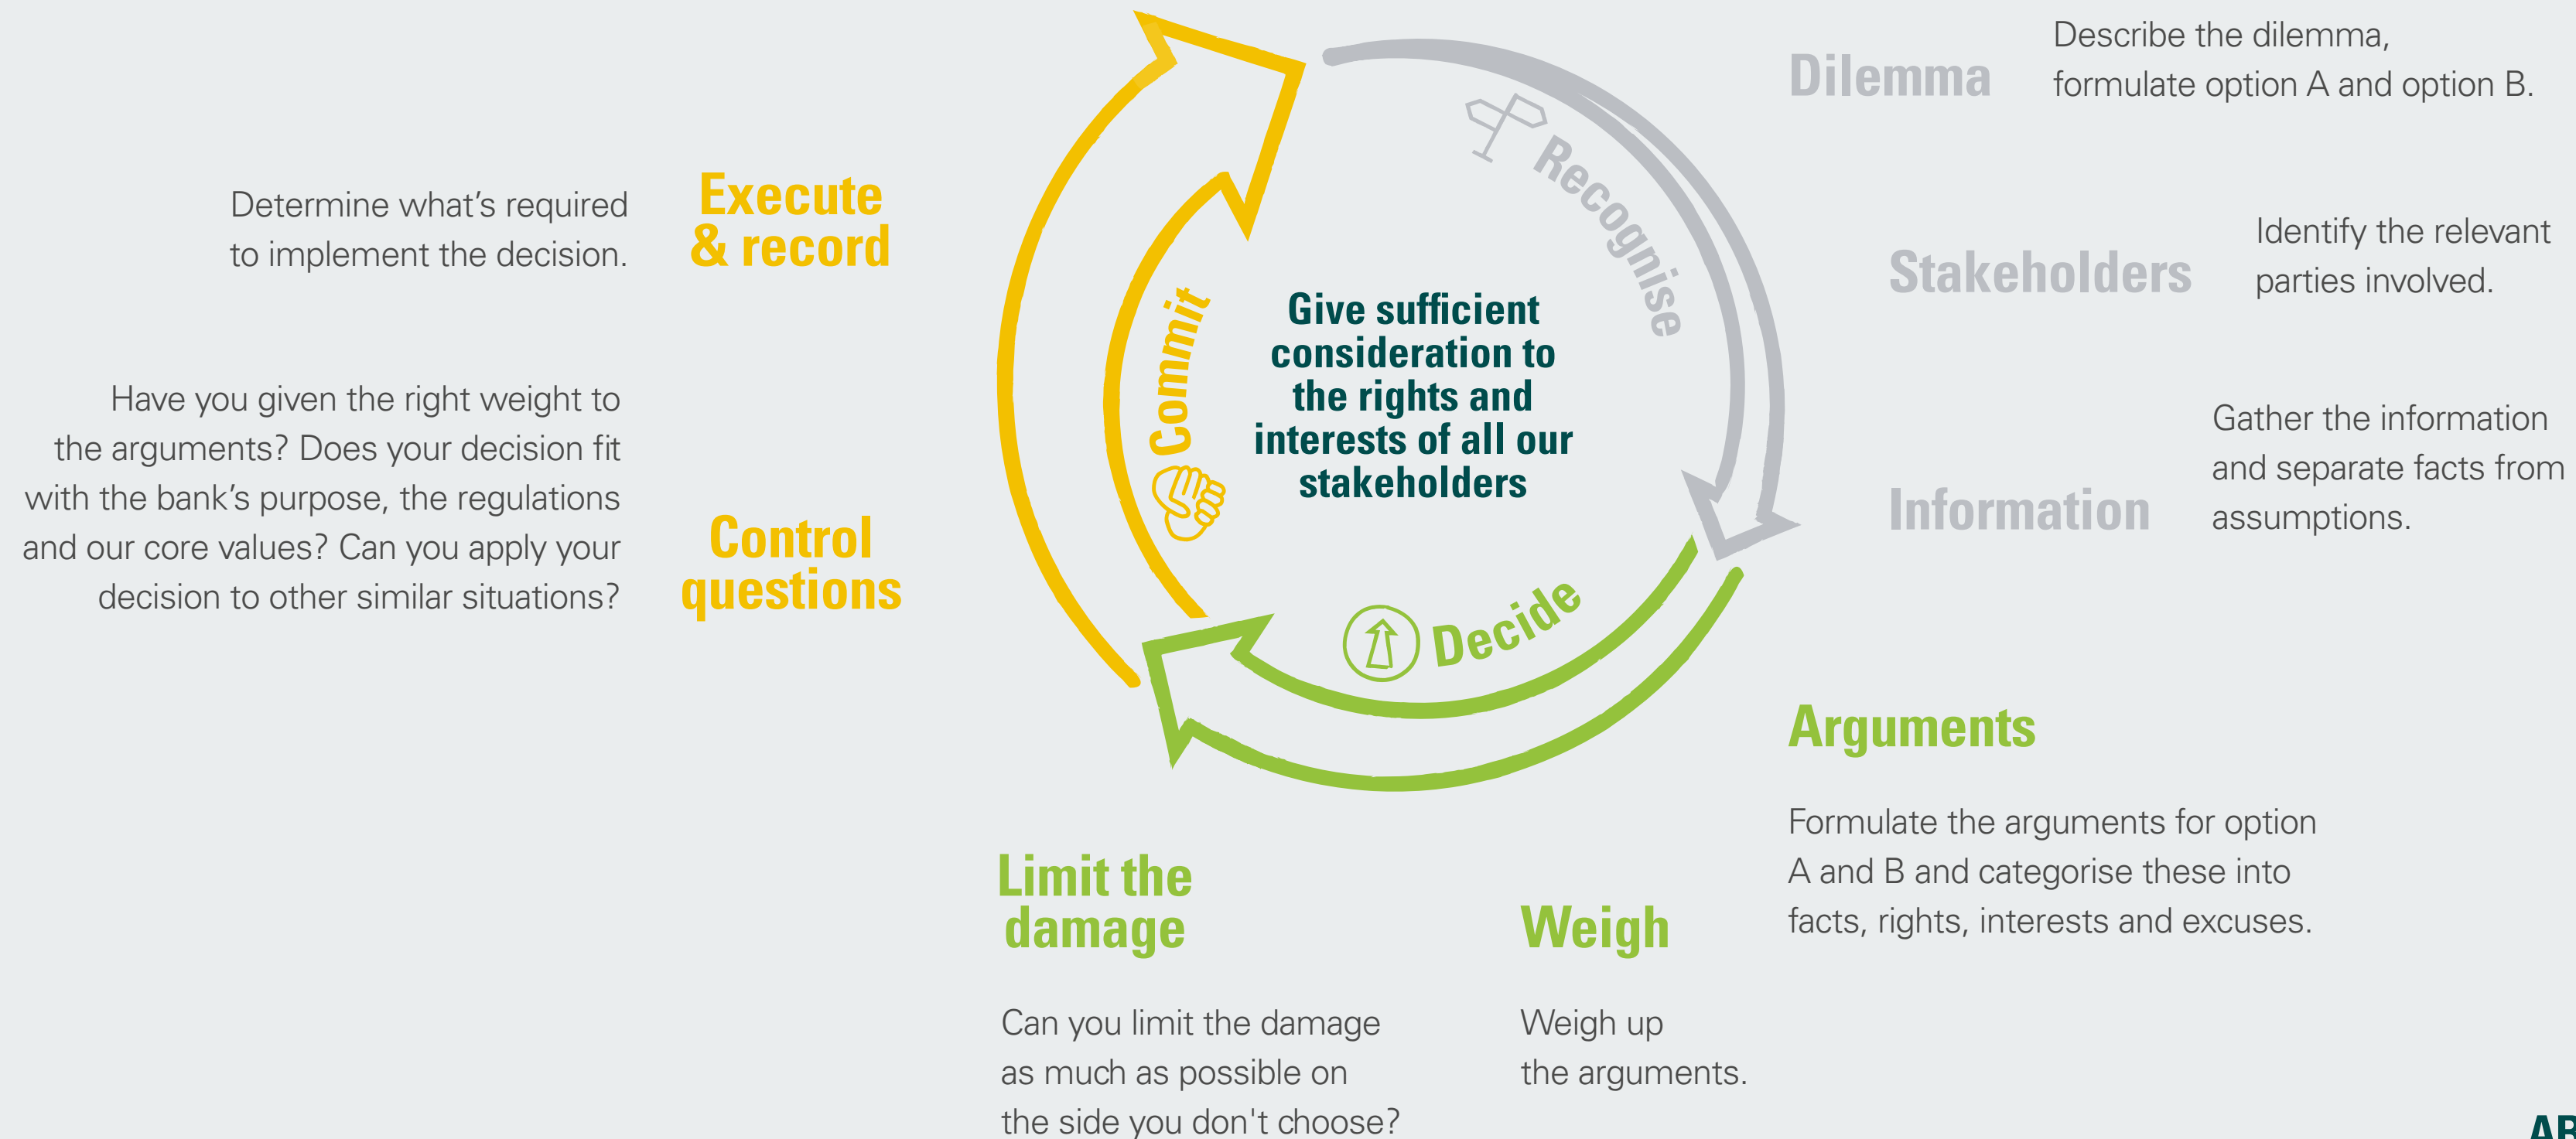 Recognise
Dilemma
Describe the dilemma,
formulate option A and option B.
Stakeholders
Identify the relevant
parties involved.
Information
Gather the information
and separate facts from
assumptions.
Decide
Arguments
Formulate the arguments for option
A and B and categorise these into
facts, rights, interests and excuses.
Weigh
Weigh up
the arguments.
Limit the
damage
Can you limit the damage
as much as possible on
the side you don't choose?
Commit
Control
questions
Have you given the right weight to
the arguments? Does your decision fit
with the bank’s purpose, the regulations
and our core values? Can you apply your
decision to other similar situations?
Execute
& record
Determine what’s required
to implement the decision.
Give sufficient
consideration to
the rights and
interests of all our
stakeholders